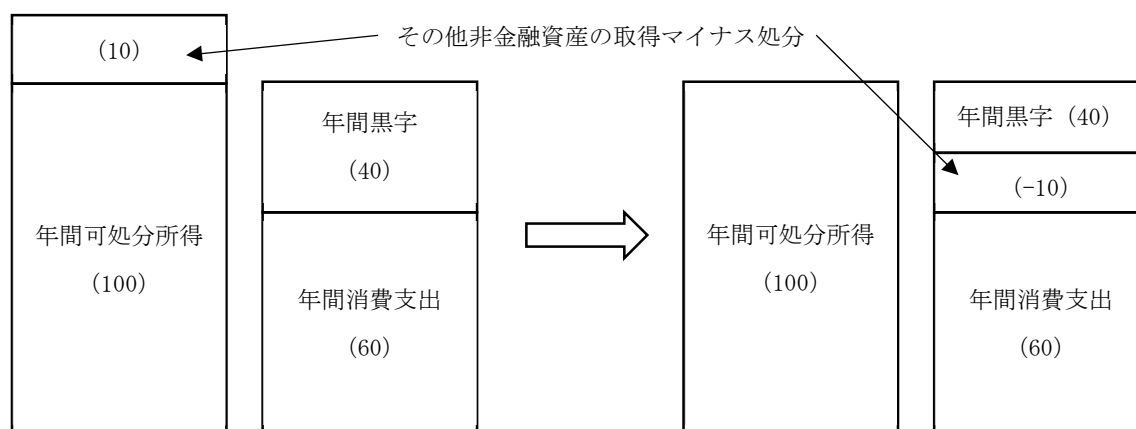 (10)
その他非金融資産の取得マイナス処分
年間可処分所得
(100)
年間黒字
(40)
年間消費支出
(60)
年間可処分所得
(100)
年間黒字 (40)
(-10)
年間消費支出
(60)